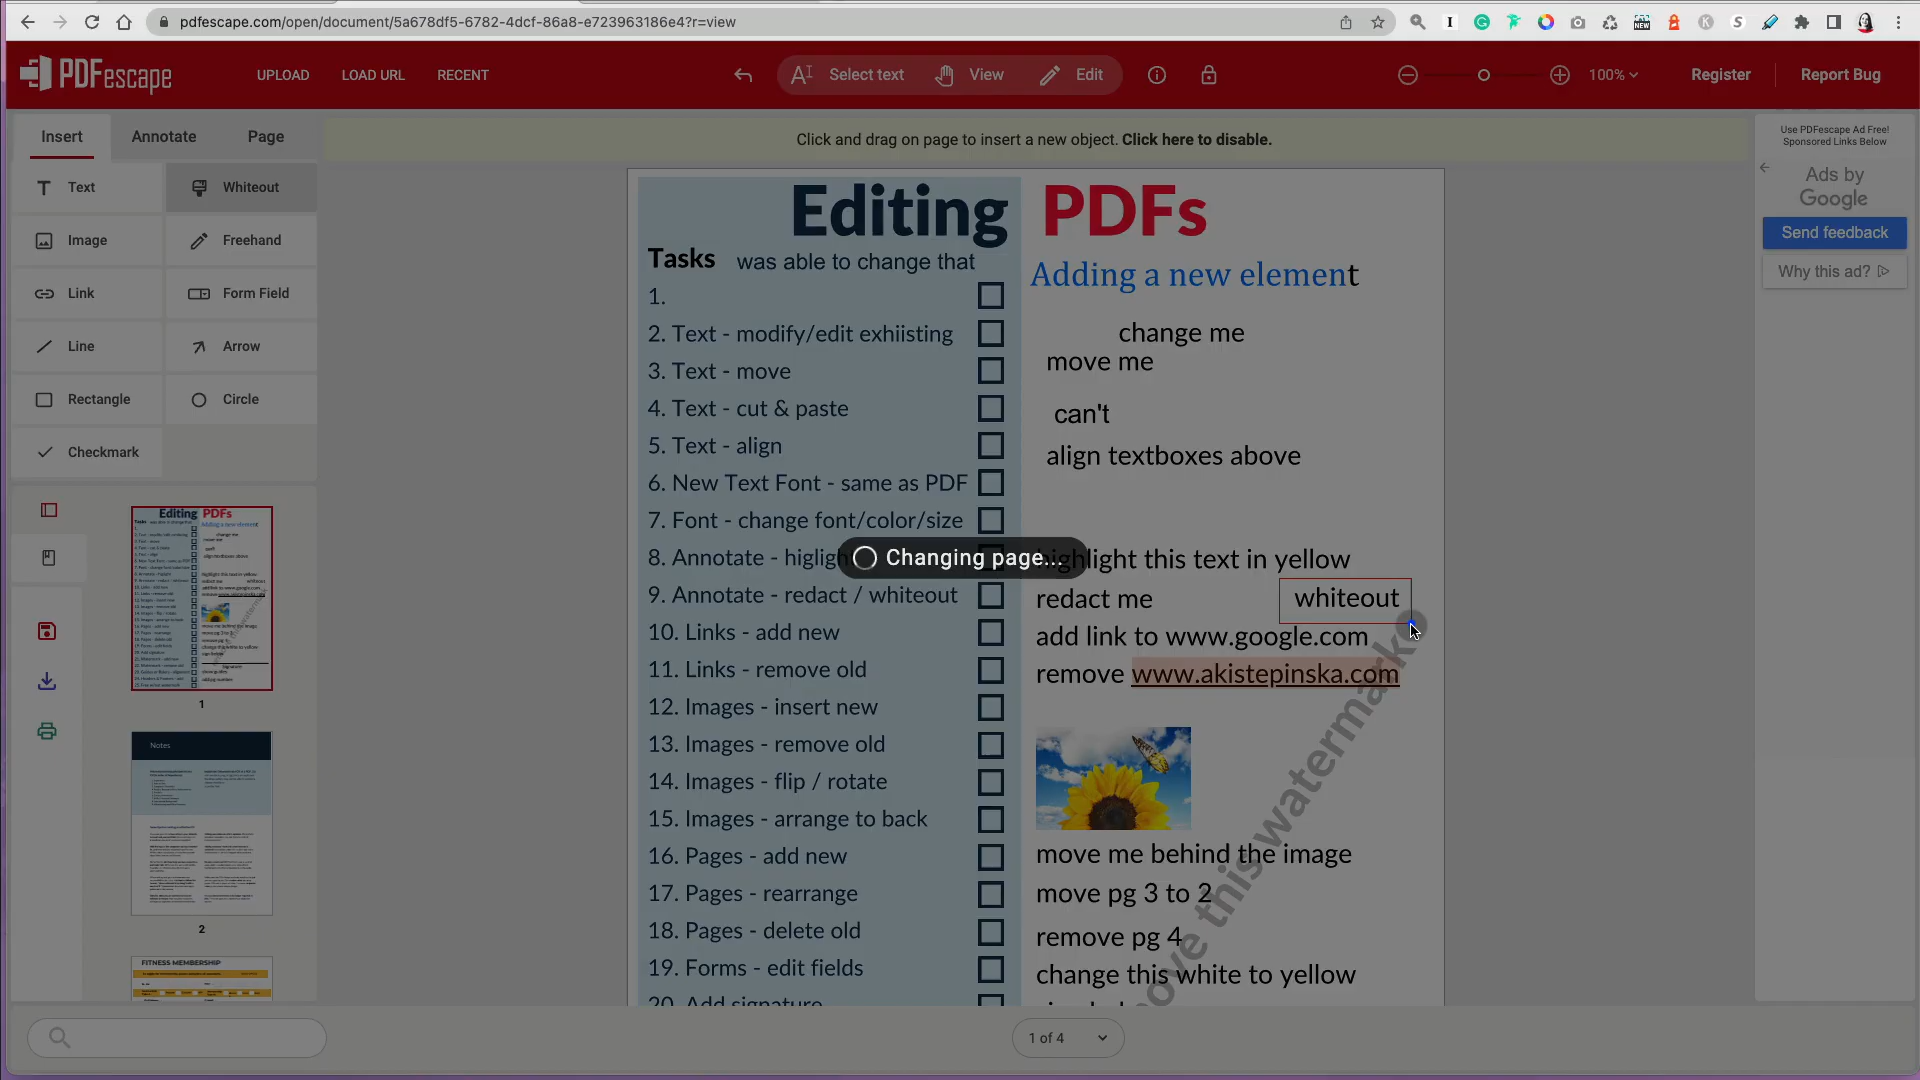 pdfescape.com/open/document/5a678df5-6782-4dcf-86a8-e723963186e4?r=view
PDFescape
UPLOAD
LOAD URL
RECENT
Select text
View
Edit
100%
Register
Report Bug
Insert
Annotate
Page
Click and drag on page to insert a new object. Click here to disable.
Use PDFescape Ad Free!
Sponsored Links Below
Ads by
Google
Send feedback
Why this ad?
Text
Whiteout
Image
Freehand
Link
Form Field
Line
Arrow
Rectangle
Circle
Checkmark
Editing PDFs
Tasks was able to change that
Adding a new element
1.
2. Text - modify/edit exhiisting
change me
3. Text - move
move me
4. Text - cut & paste
can't
5. Text - align
align textboxes above
6. New Text Font - same as PDF
7. Font - change font/color/size
8. Annotate - higligh
highlight this text in yellow
Changing page...
9. Annotate - redact / whiteout
redact me
whiteout
10. Links - add new
add link to www.google.com
11. Links - remove old
remove www.akistepinska.com
12. Images - insert new
13. Images - remove old
14. Images - flip / rotate
15. Images - arrange to back
16. Pages - add new
move me behind the image
17. Pages - rearrange
move pg 3 to 2
18. Pages - delete old
remove pg 4
19. Forms - edit fields
change this white to yellow
20. Add signature
move this watermark
1
Notes
2
FITNESS MEMBERSHIP
1 of 4